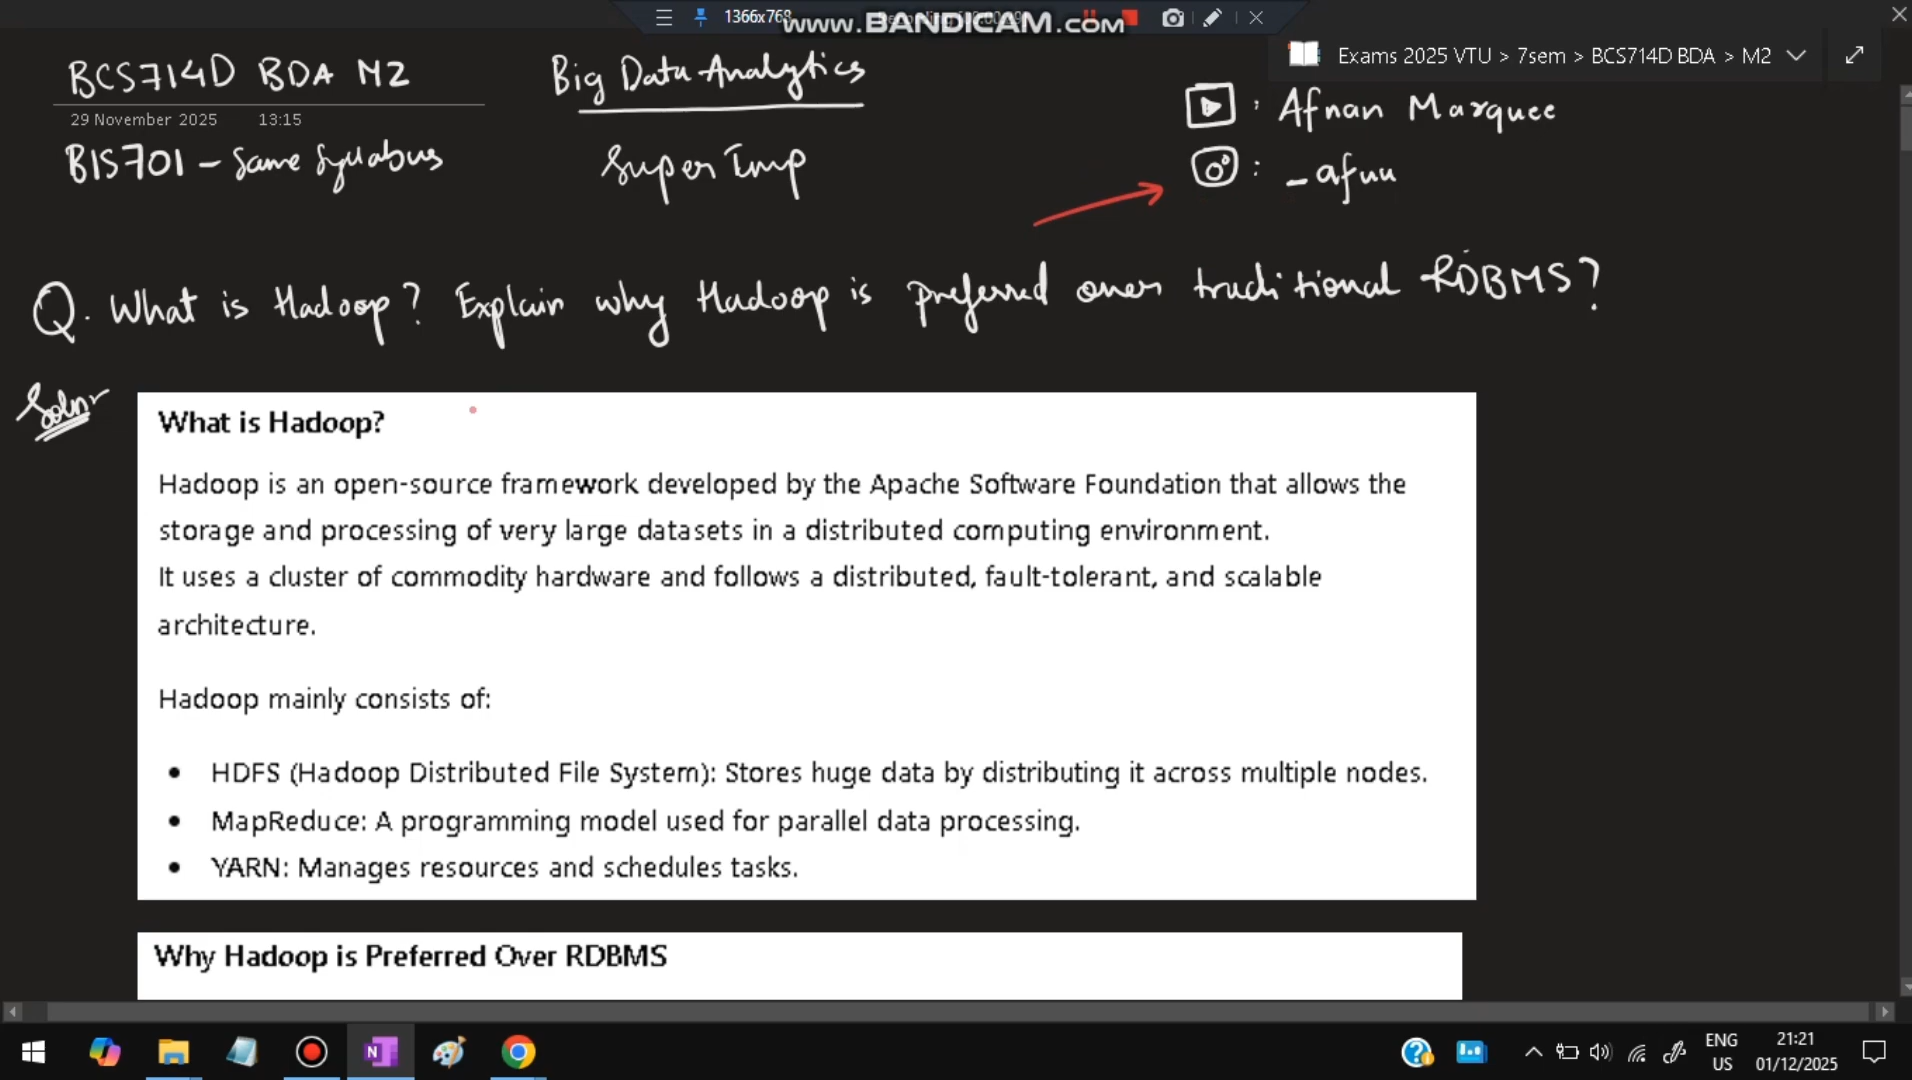 1366x768
Recording [00:00:29]
www.BANDICAM.com
Exams 2025 VTU > 7sem > BCS714D BDA > M2
BCS714D BDA M2
Big Data Analytics
: Afnan Marquee
29 November 2025 13:15
BIS701 - Same Syllabus
Super Imp
: _afnu
Q. What is Hadoop? Explain why Hadoop is preferred over traditional RDBMS?
Soln
What is Hadoop?
Hadoop is an open-source framework developed by the Apache Software Foundation that allows the
storage and processing of very large datasets in a distributed computing environment.
It uses a cluster of commodity hardware and follows a distributed, fault-tolerant, and scalable
architecture.
Hadoop mainly consists of:
• HDFS (Hadoop Distributed File System): Stores huge data by distributing it across multiple nodes.
• MapReduce: A programming model used for parallel data processing.
• YARN: Manages resources and schedules tasks.
Why Hadoop is Preferred Over RDBMS
ENG
US
21:21
01/12/2025